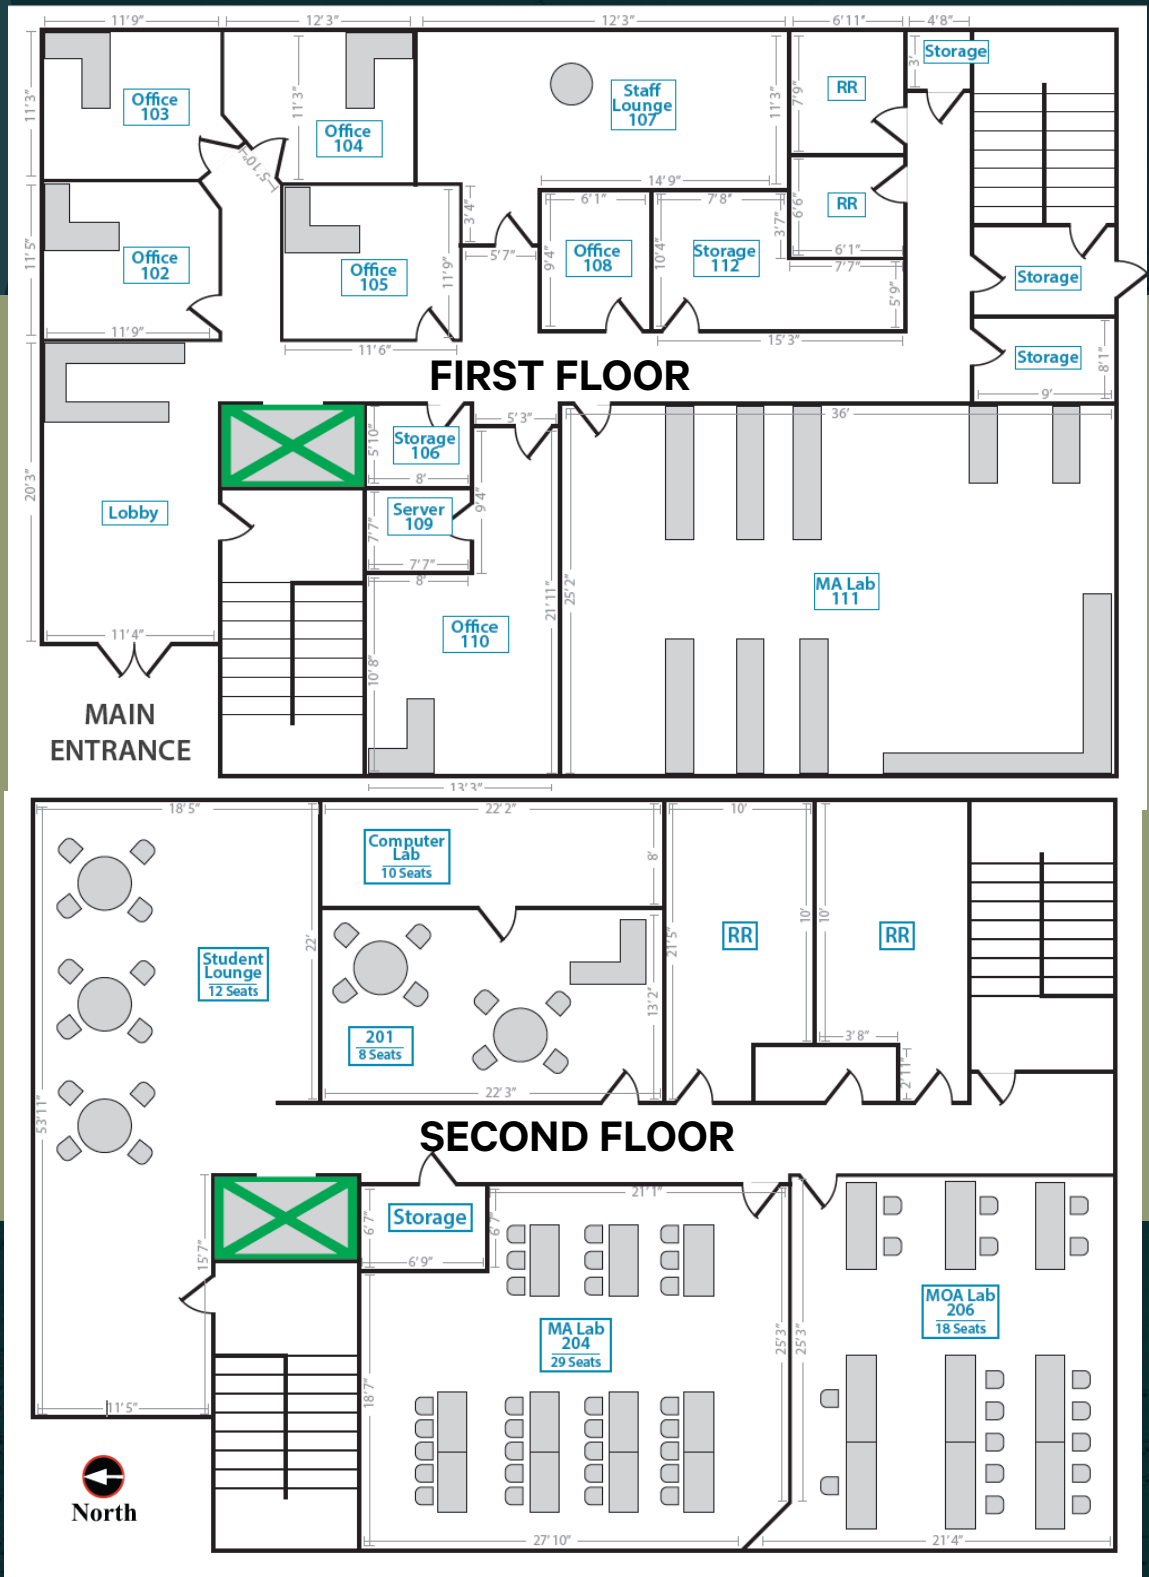 11'9"
12'3"
12'3"
6'11"
4'8"
Storage
3'
11'3"
Office
103
11'3"
Office
104
Staff
Lounge
107
11'3"
7'9"
RR
5'10"
14'9"
11'5"
Office
102
Office
105
3'4"
5'7"
11'9"
6'1"
9'4"
Office
108
7'8"
10'4"
Storage
112
3'7"
6'6"
RR
6'1"
7'7"
5'9"
Storage
11'9"
11'6"
15'3"
Storage
8'1"
9'
FIRST FLOOR
20'3"
Lobby
5'10"
Storage
106
8'
5'3"
36'
Server
109
7'7"
7'7"
9'4"
8'
Office
110
10'8"
21'11"
25'2"
MA Lab
111
11'4"
MAIN
ENTRANCE
13'3"
18'5"
22'2"
10'
Computer
Lab
10 Seats
8'
Student
Lounge
12 Seats
22'
201
8 Seats
13'2"
22'3"
21'5"
RR
10'
10'
RR
3'8"
2'11"
53'11"
SECOND FLOOR
15'7"
6'7"
Storage
6'9"
6'7"
21'1"
MA Lab
204
29 Seats
25'3"
25'3"
MOA Lab
206
18 Seats
18'7"
11'5"
27'10"
21'4"
North